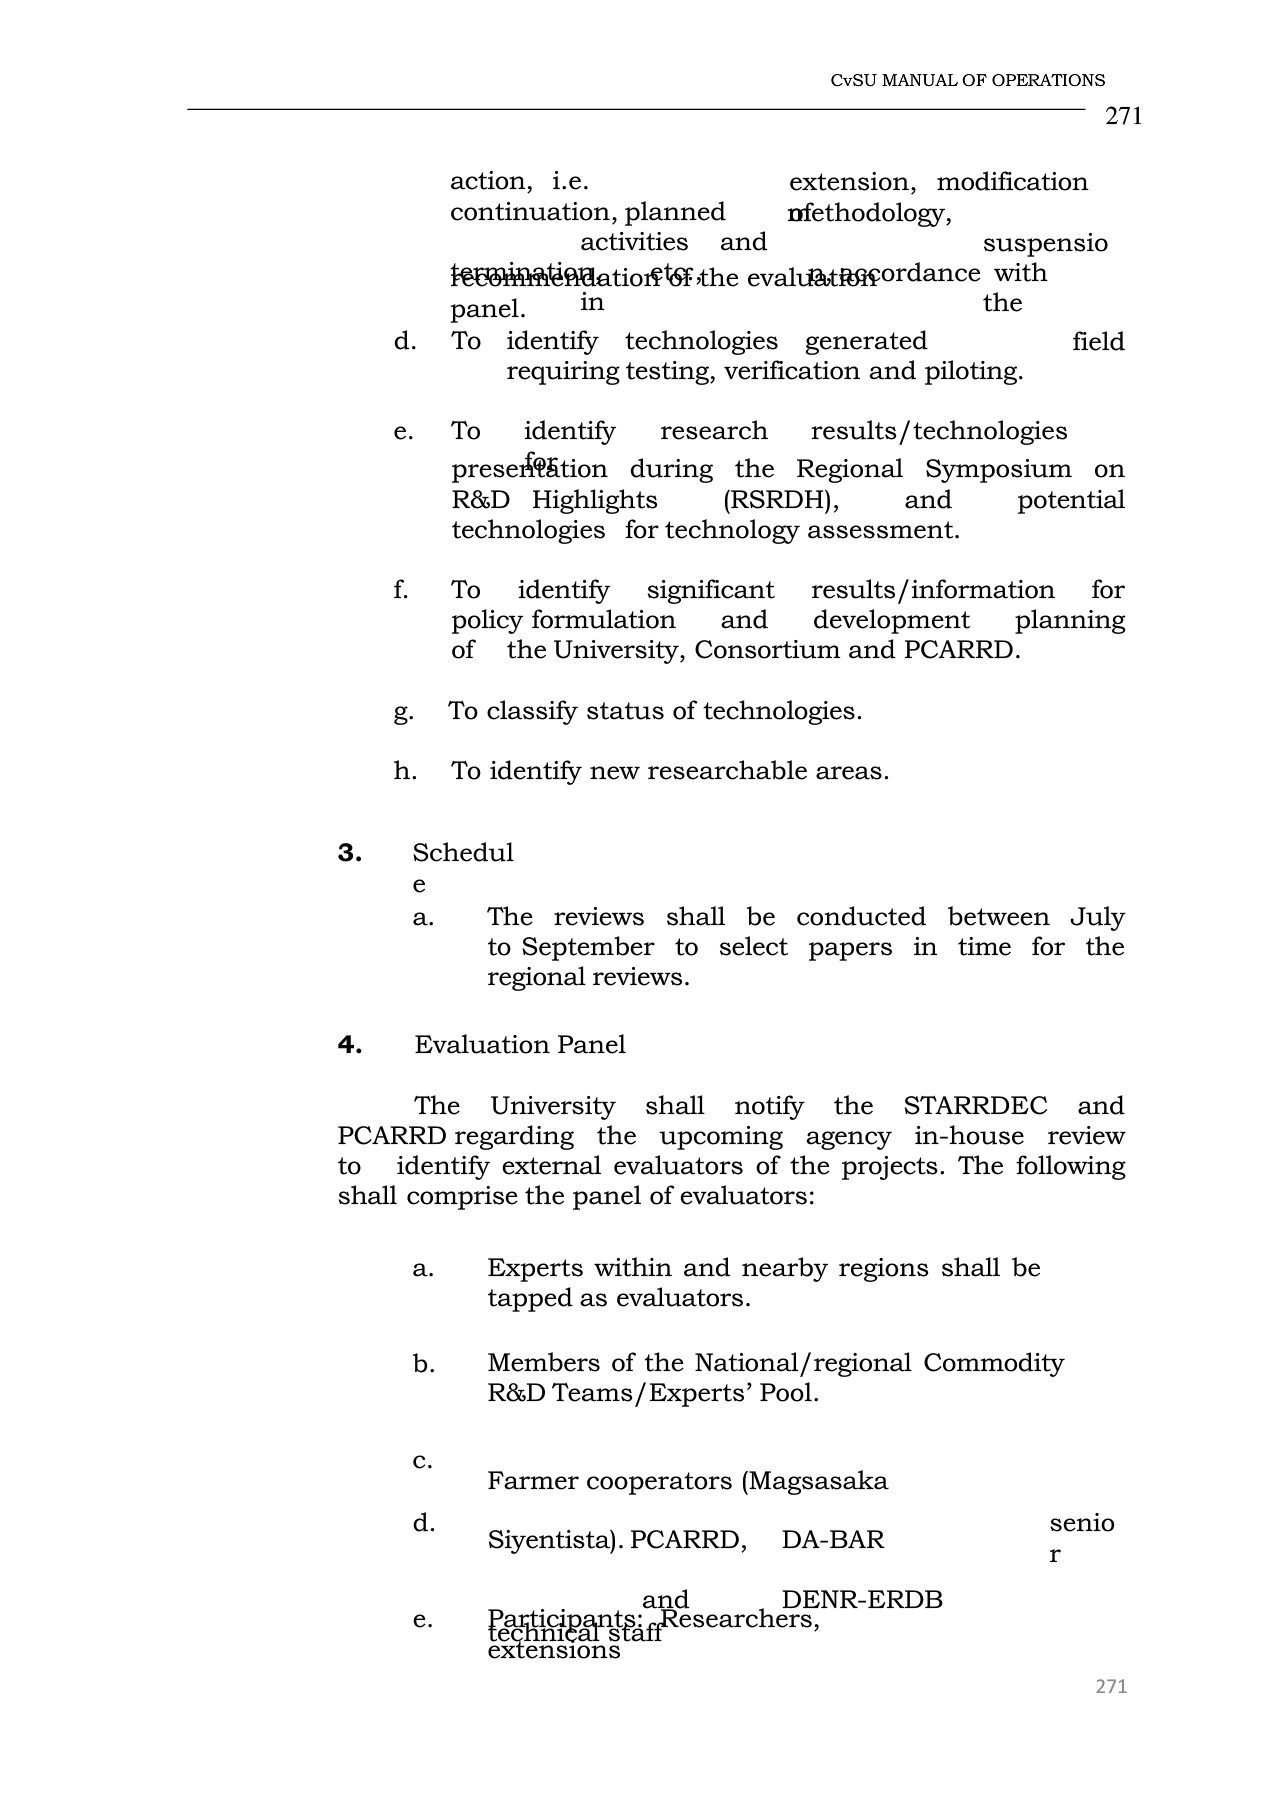 CvSU MANUAL OF OPERATIONS
271
action, i.e. extension, modification
continuation, planned of methodology,
activities and suspensio
termination, etc., n, accordance with
recommendation of the evaluation
in the
panel.
d. To identify technologies generated field
requiring testing, verification and piloting.
e. To identify research results/technologies
for
presentation during the Regional Symposium on
R&D Highlights (RSRDH), and potential
technologies for technology assessment.
f. To identify significant results/information for
policy formulation and development planning
of the University, Consortium and PCARRD.
g. To classify status of technologies.
h. To identify new researchable areas.
3. Schedul
e
a. The reviews shall be conducted between July
to September to select papers in time for the
regional reviews.
4. Evaluation Panel
The University shall notify the STARRDEC and
PCARRD regarding the upcoming agency in-house review
to identify external evaluators of the projects. The following
shall comprise the panel of evaluators:
a. Experts within and nearby regions shall be
tapped as evaluators.
b. Members of the National/regional Commodity
R&D Teams/Experts’ Pool.
c.
Farmer cooperators (Magsasaka
d. senio
Siyentista). PCARRD, DA-BAR
r
and DENR-ERDB
e. Participants: Researchers,
technical staff
extensions
271